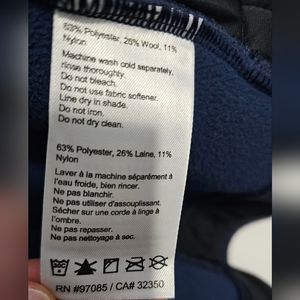 63% Polyester, 26% Wool, 11%
Nylon
Machine wash cold separately,
rinse thoroughly.
Do not bleach.
Do not use fabric softener.
Line dry in shade.
Do not iron.
Do not dry clean.
63% Polyester, 26% Laine, 11%
Nylon
Laver à la machine séparément à
l'eau froide, bien rincer.
Ne pas blanchir.
Ne pas utiliser d'assouplissant.
Sécher sur une corde à linge à
l'ombre.
Ne pas repasser.
Ne pas nettoyage à sec.
RN #97085 / CA# 32350